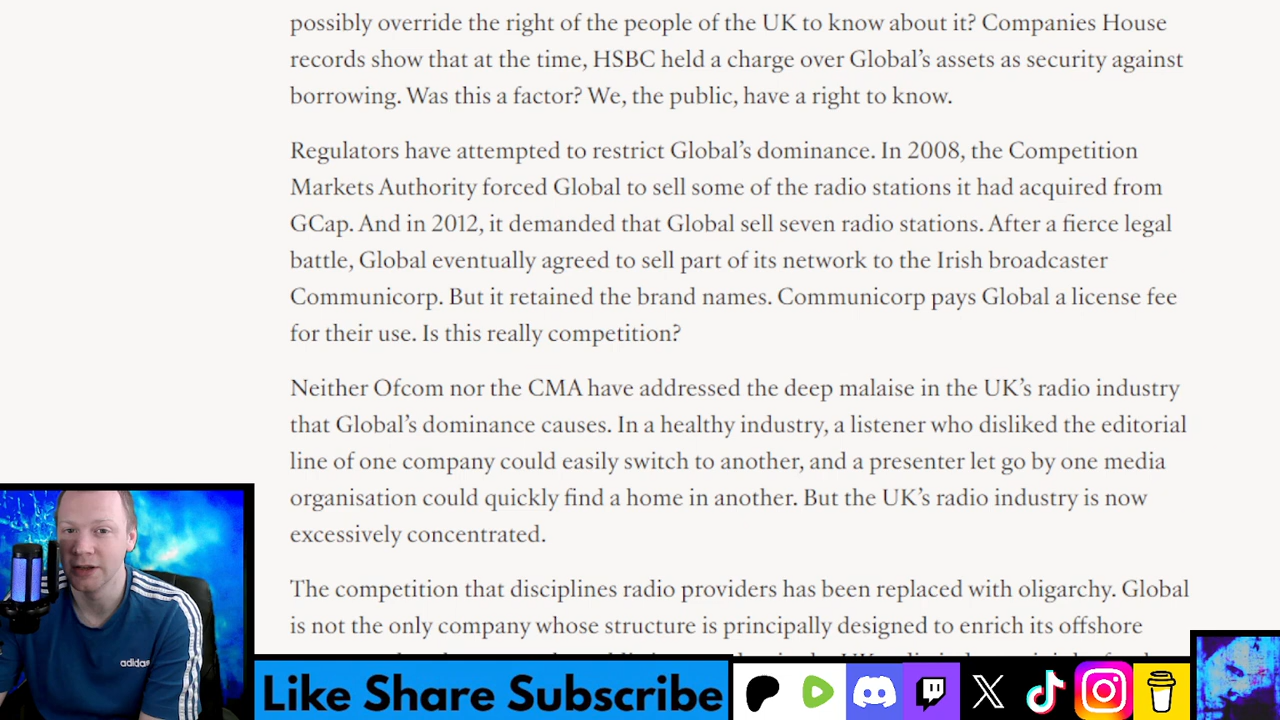 possibly override the right of the people of the UK to know about it? Companies House
records show that at the time, HSBC held a charge over Global’s assets as security against
borrowing. Was this a factor? We, the public, have a right to know.
Regulators have attempted to restrict Global’s dominance. In 2008, the Competition
Markets Authority forced Global to sell some of the radio stations it had acquired from
GCap. And in 2012, it demanded that Global sell seven radio stations. After a fierce legal
battle, Global eventually agreed to sell part of its network to the Irish broadcaster
Communicorp. But it retained the brand names. Communicorp pays Global a license fee
for their use. Is this really competition?
Neither Ofcom nor the CMA have addressed the deep malaise in the UK’s radio industry
that Global’s dominance causes. In a healthy industry, a listener who disliked the editorial
line of one company could easily switch to another, and a presenter let go by one media
organisation could quickly find a home in another. But the UK’s radio industry is now
excessively concentrated.
The competition that disciplines radio providers has been replaced with oligarchy. Global
is not the only company whose structure is principally designed to enrich its offshore
adidas
Like Share Subscribe